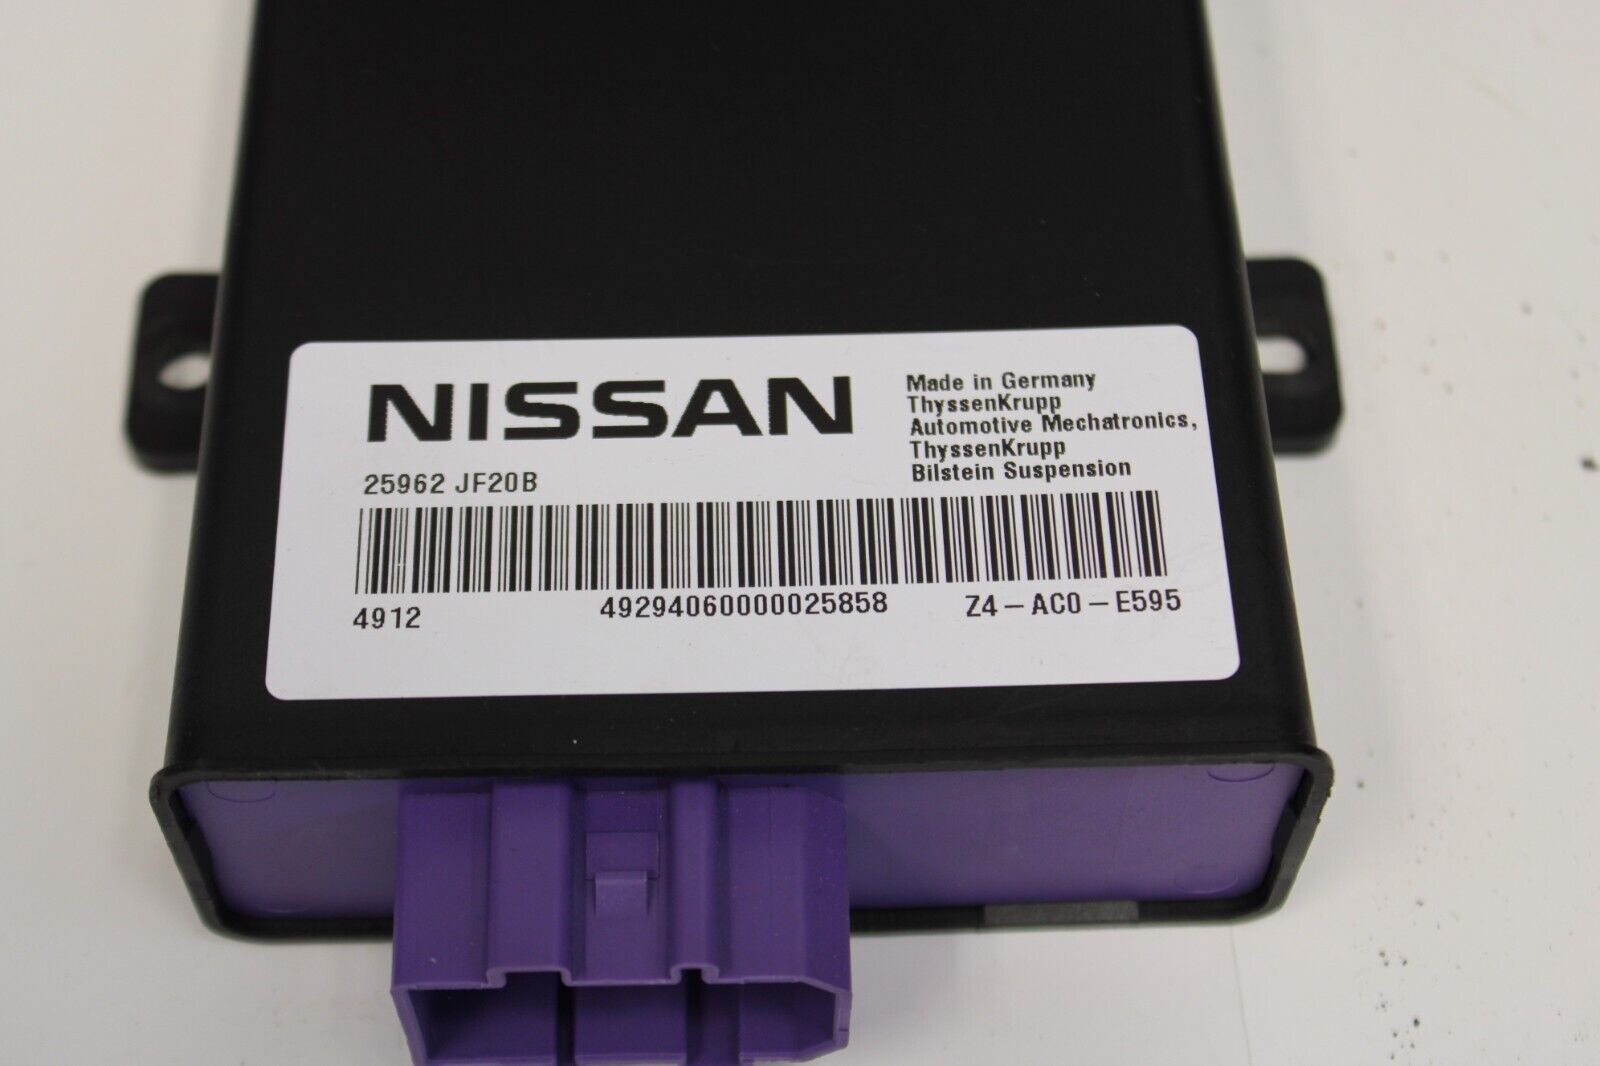 NISSAN
Made in Germany
ThyssenKrupp
Automotive Mechatronics,
ThyssenKrupp
Bilstein Suspension
25962 JF20B
4912 49294060000025858 Z4-AC0-E595